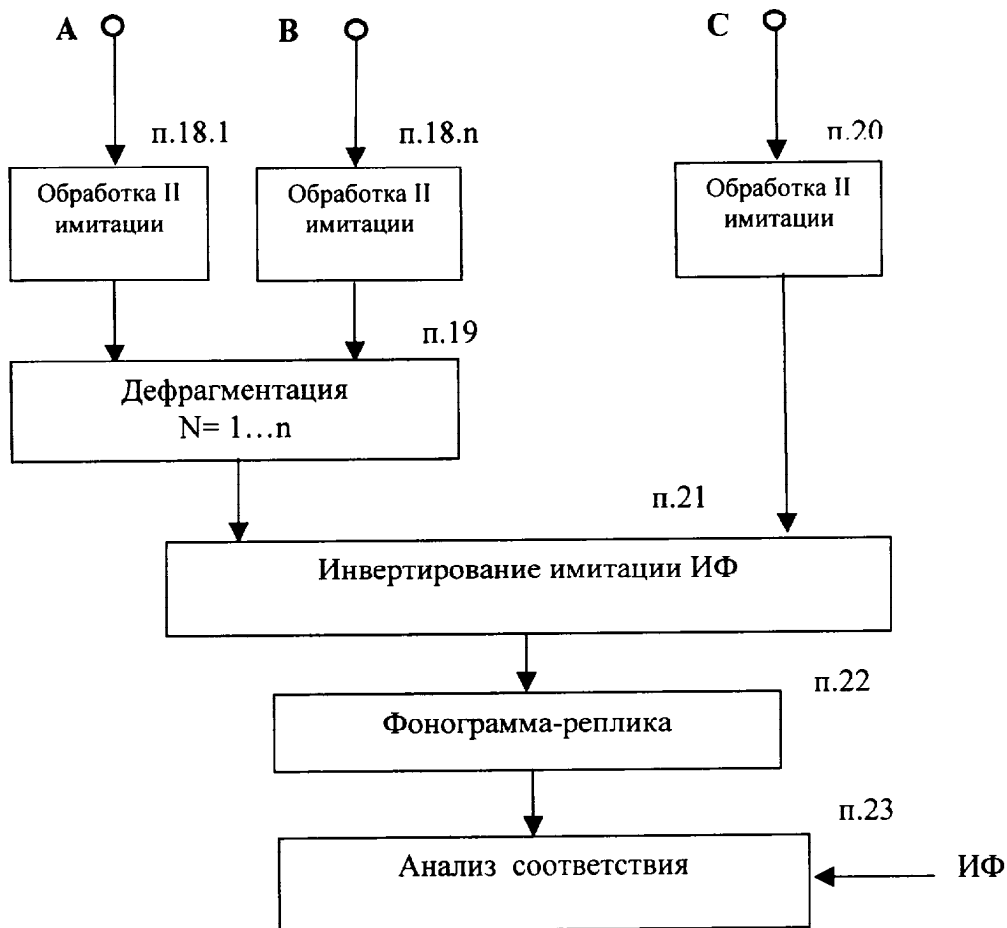 A
B
C
п.18.1
п.18.n
п.20
Обработка II
имитации
Обработка II
имитации
Обработка II
имитации
п.19
Дефрагментация
N= 1...n
п.21
Инвертирование имитации ИФ
п.22
Фонограмма-реплика
п.23
Анализ соответствия
ИФ